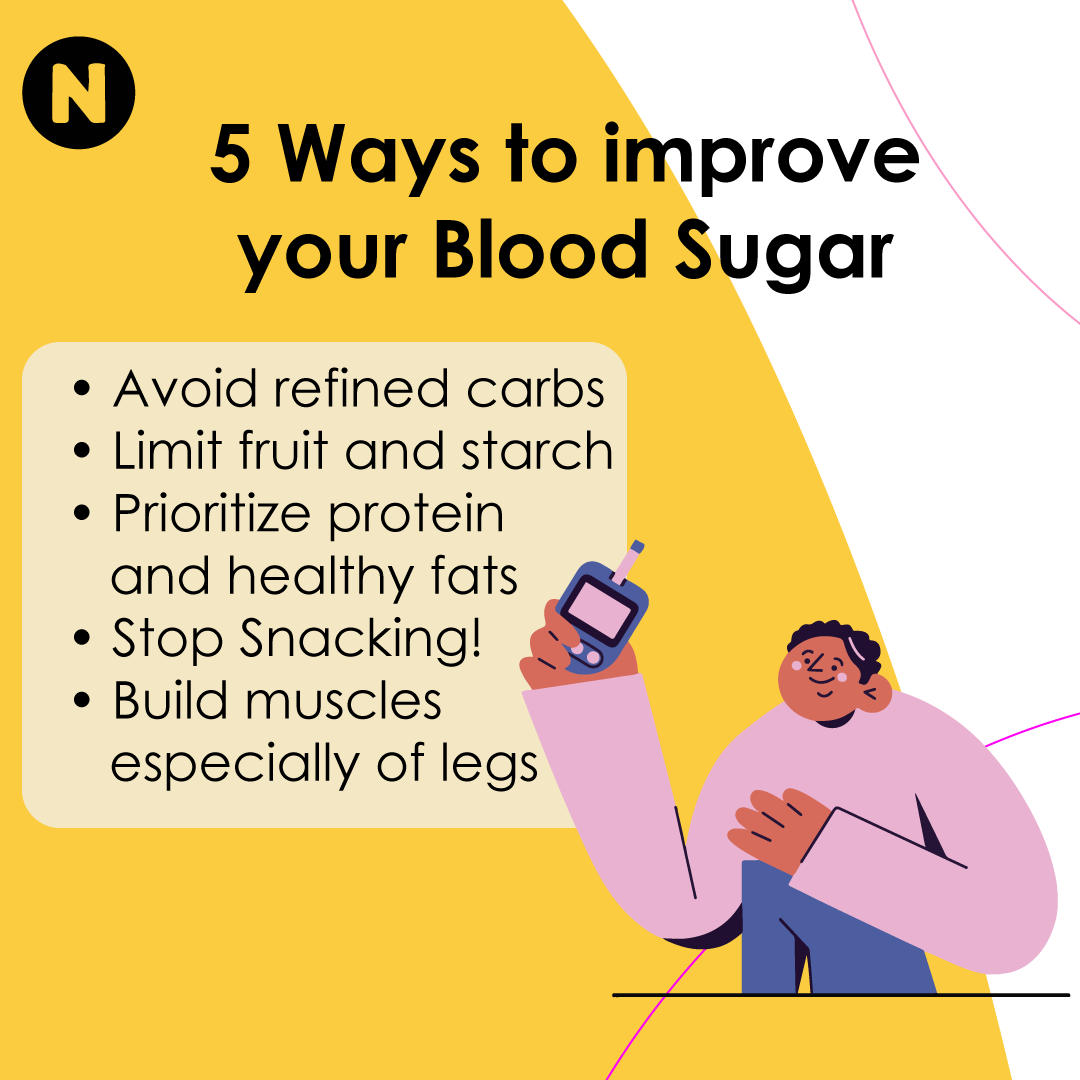 N
5 Ways to improve
your Blood Sugar
• Avoid refined carbs
• Limit fruit and starch
• Prioritize protein
and healthy fats
• Stop Snacking!
• Build muscles
especially of legs